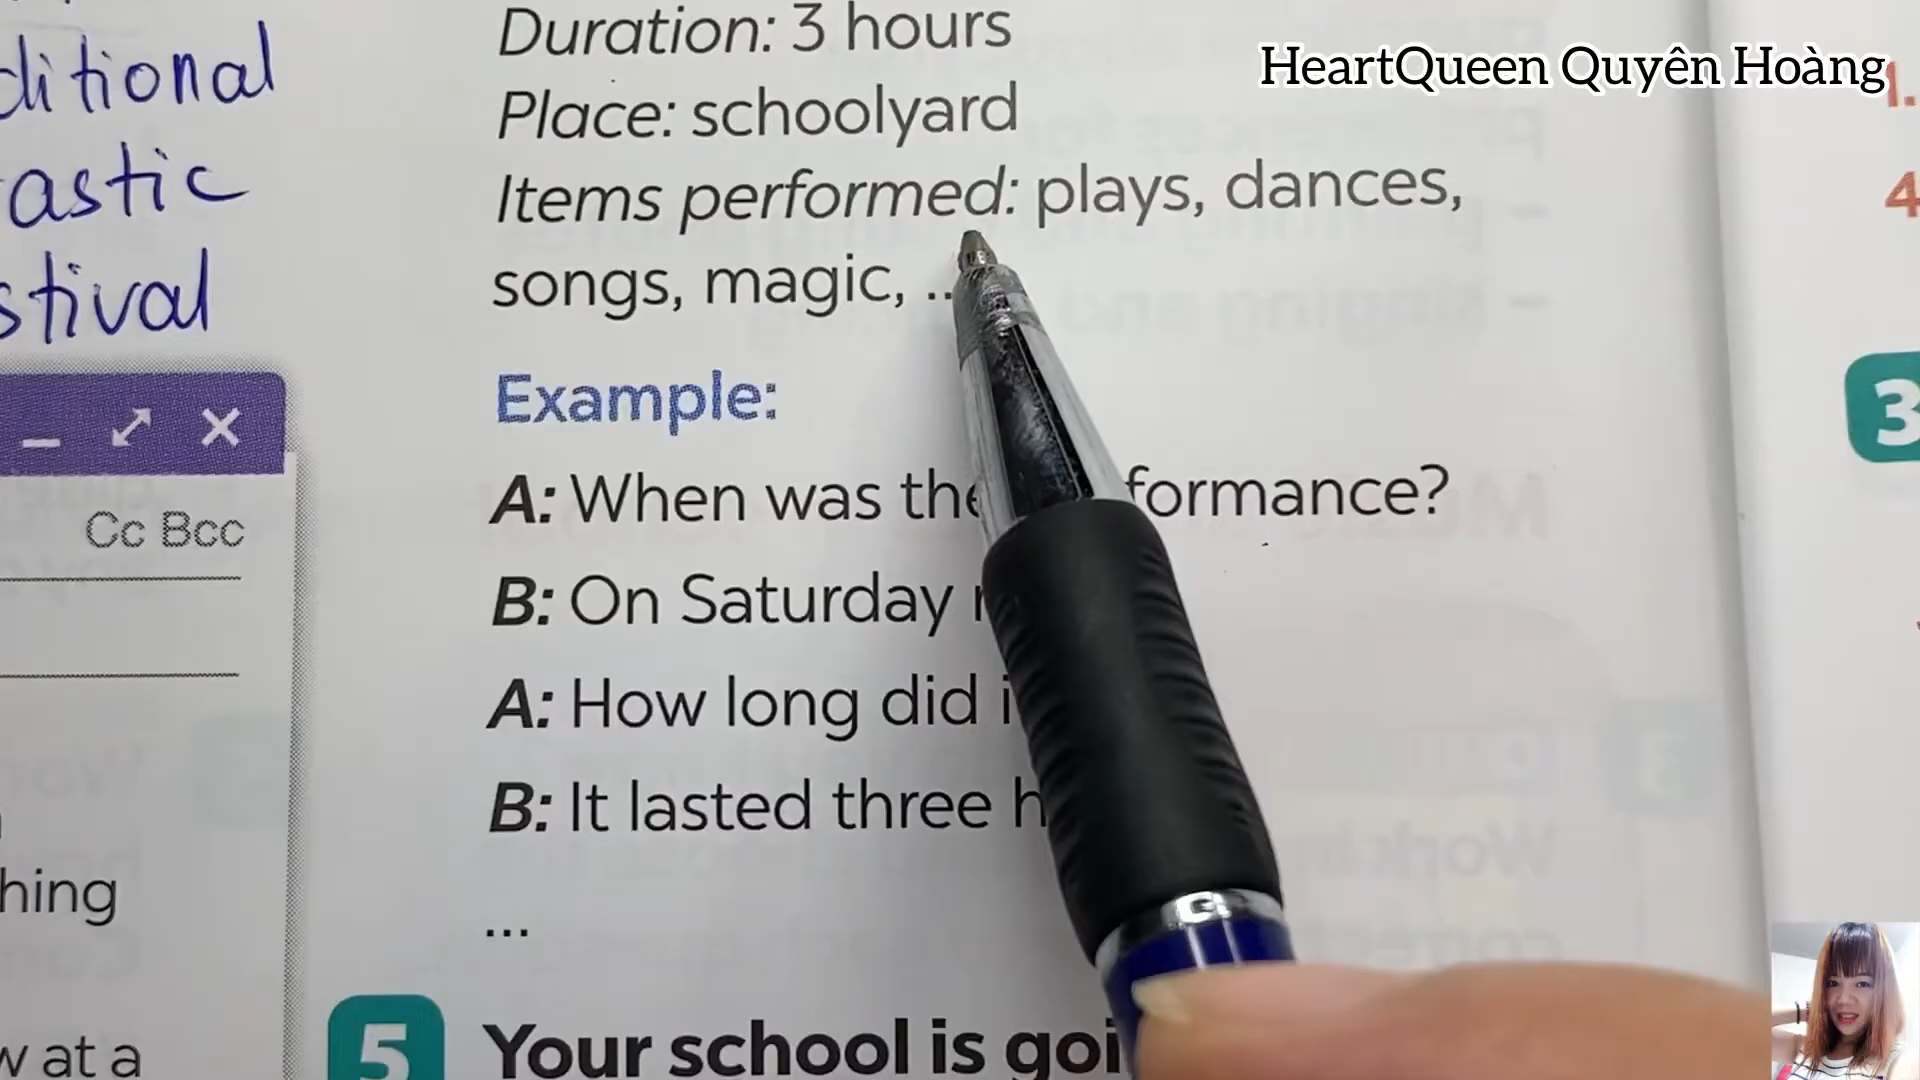 Duration: 3 hours
HeartQueen Quyên Hoàng
Place: schoolyard
Items performed: plays, dances,
songs, magic, ...
Example:
A: When was the
B: On Saturday
A: How long did
B: It lasted three
...
5 Your school is
ditional
astic
stival
Cc Bcc
hing
at a
1.
4
3